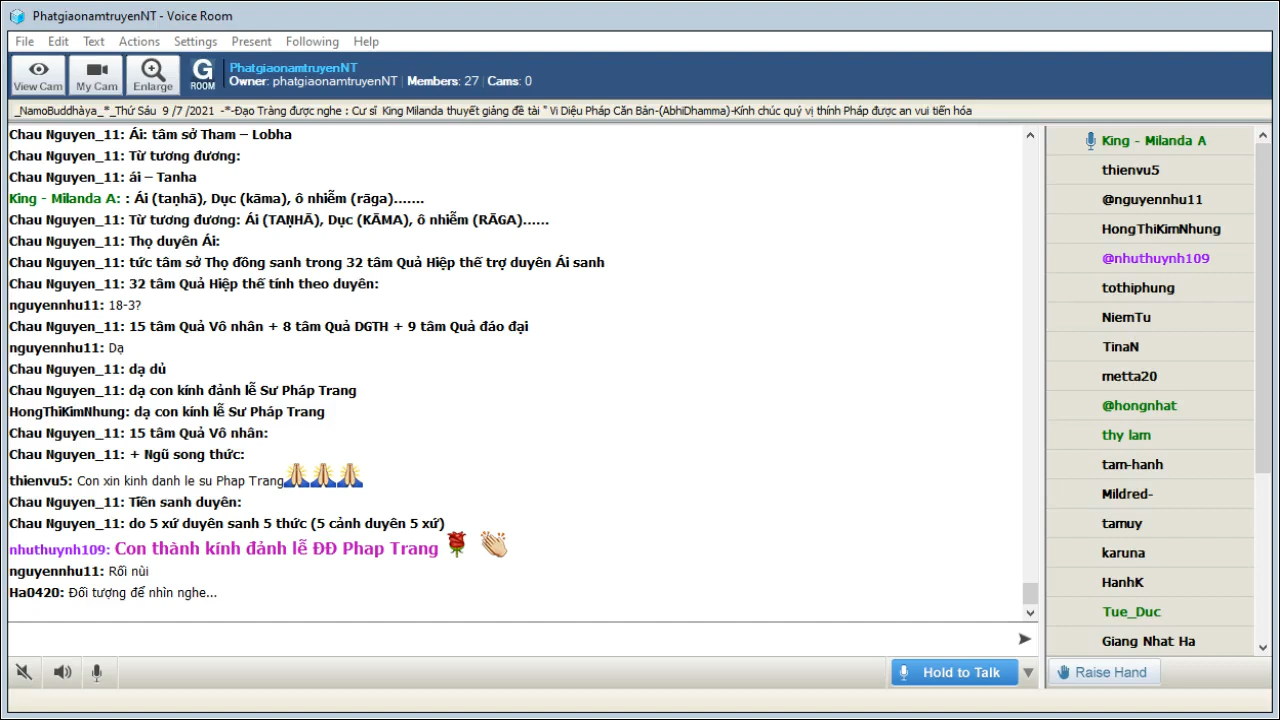 PhatgiaonamtruyenNT - Voice Room
File Edit Text Actions Settings Present Following Help
View Cam
My Cam
Enlarge
G ROOM
PhatgiaonamtruyenNT
Owner: phatgiaonamtruyenNT | Members: 27 | Cams: 0
_NamoBuddhàya_*_Thứ Sáu 9 /7 /2021 -*-Đạo Tràng được nghe : Cư sĩ King Milanda thuyết giảng đề tài " Vi Diệu Pháp Căn Bản-(AbhiDhamma)-Kính chúc quý vị thính Pháp được an vui tiến hóa
Chau Nguyen_11: Ái: tâm sở Tham – Lobha
Chau Nguyen_11: Từ tương đương:
Chau Nguyen_11: ái – Tanha
King - Milanda A: : Ái (taṇhā), Dục (kāma), ô nhiễm (rāga).......
Chau Nguyen_11: Từ tương đương: Ái (TAṆHĀ), Dục (KĀMA), ô nhiễm (RĀGA)......
Chau Nguyen_11: Thọ duyên Ái:
Chau Nguyen_11: tức tâm sở Thọ đồng sanh trong 32 tâm Quả Hiệp thế trợ duyên Ái sanh
Chau Nguyen_11: 32 tâm Quả Hiệp thế tính theo duyên:
nguyennhu11: 18-3?
Chau Nguyen_11: 15 tâm Quả Vô nhân + 8 tâm Quả DGTH + 9 tâm Quả đáo đại
nguyennhu11: Dạ
Chau Nguyen_11: dạ dủ
Chau Nguyen_11: dạ con kính đảnh lễ Sư Pháp Trang
HongThiKimNhung: dạ con kính lễ Sư Pháp Trang
Chau Nguyen_11: 15 tâm Quả Vô nhân:
Chau Nguyen_11: + Ngũ song thức:
thienvu5: Con xin kinh danh le su Phap Trang
Chau Nguyen_11: Tiền sanh duyên:
Chau Nguyen_11: do 5 xứ duyên sanh 5 thức (5 cảnh duyên 5 xứ)
nhuthuynh109: Con thành kính đảnh lễ ĐĐ Phap Trang
nguyennhu11: Rồi nùi
Ha0420: Đối tượng để nhìn nghe...
King - Milanda A
thienvu5
@nguyennhu11
HongThiKimNhung
@nhuthuynh109
tothiphung
NiemTu
TinaN
metta20
@hongnhat
thy lam
tam-hanh
Mildred-
tamuy
karuna
HanhK
Tue_Duc
Giang Nhat Ha
Hold to Talk
Raise Hand